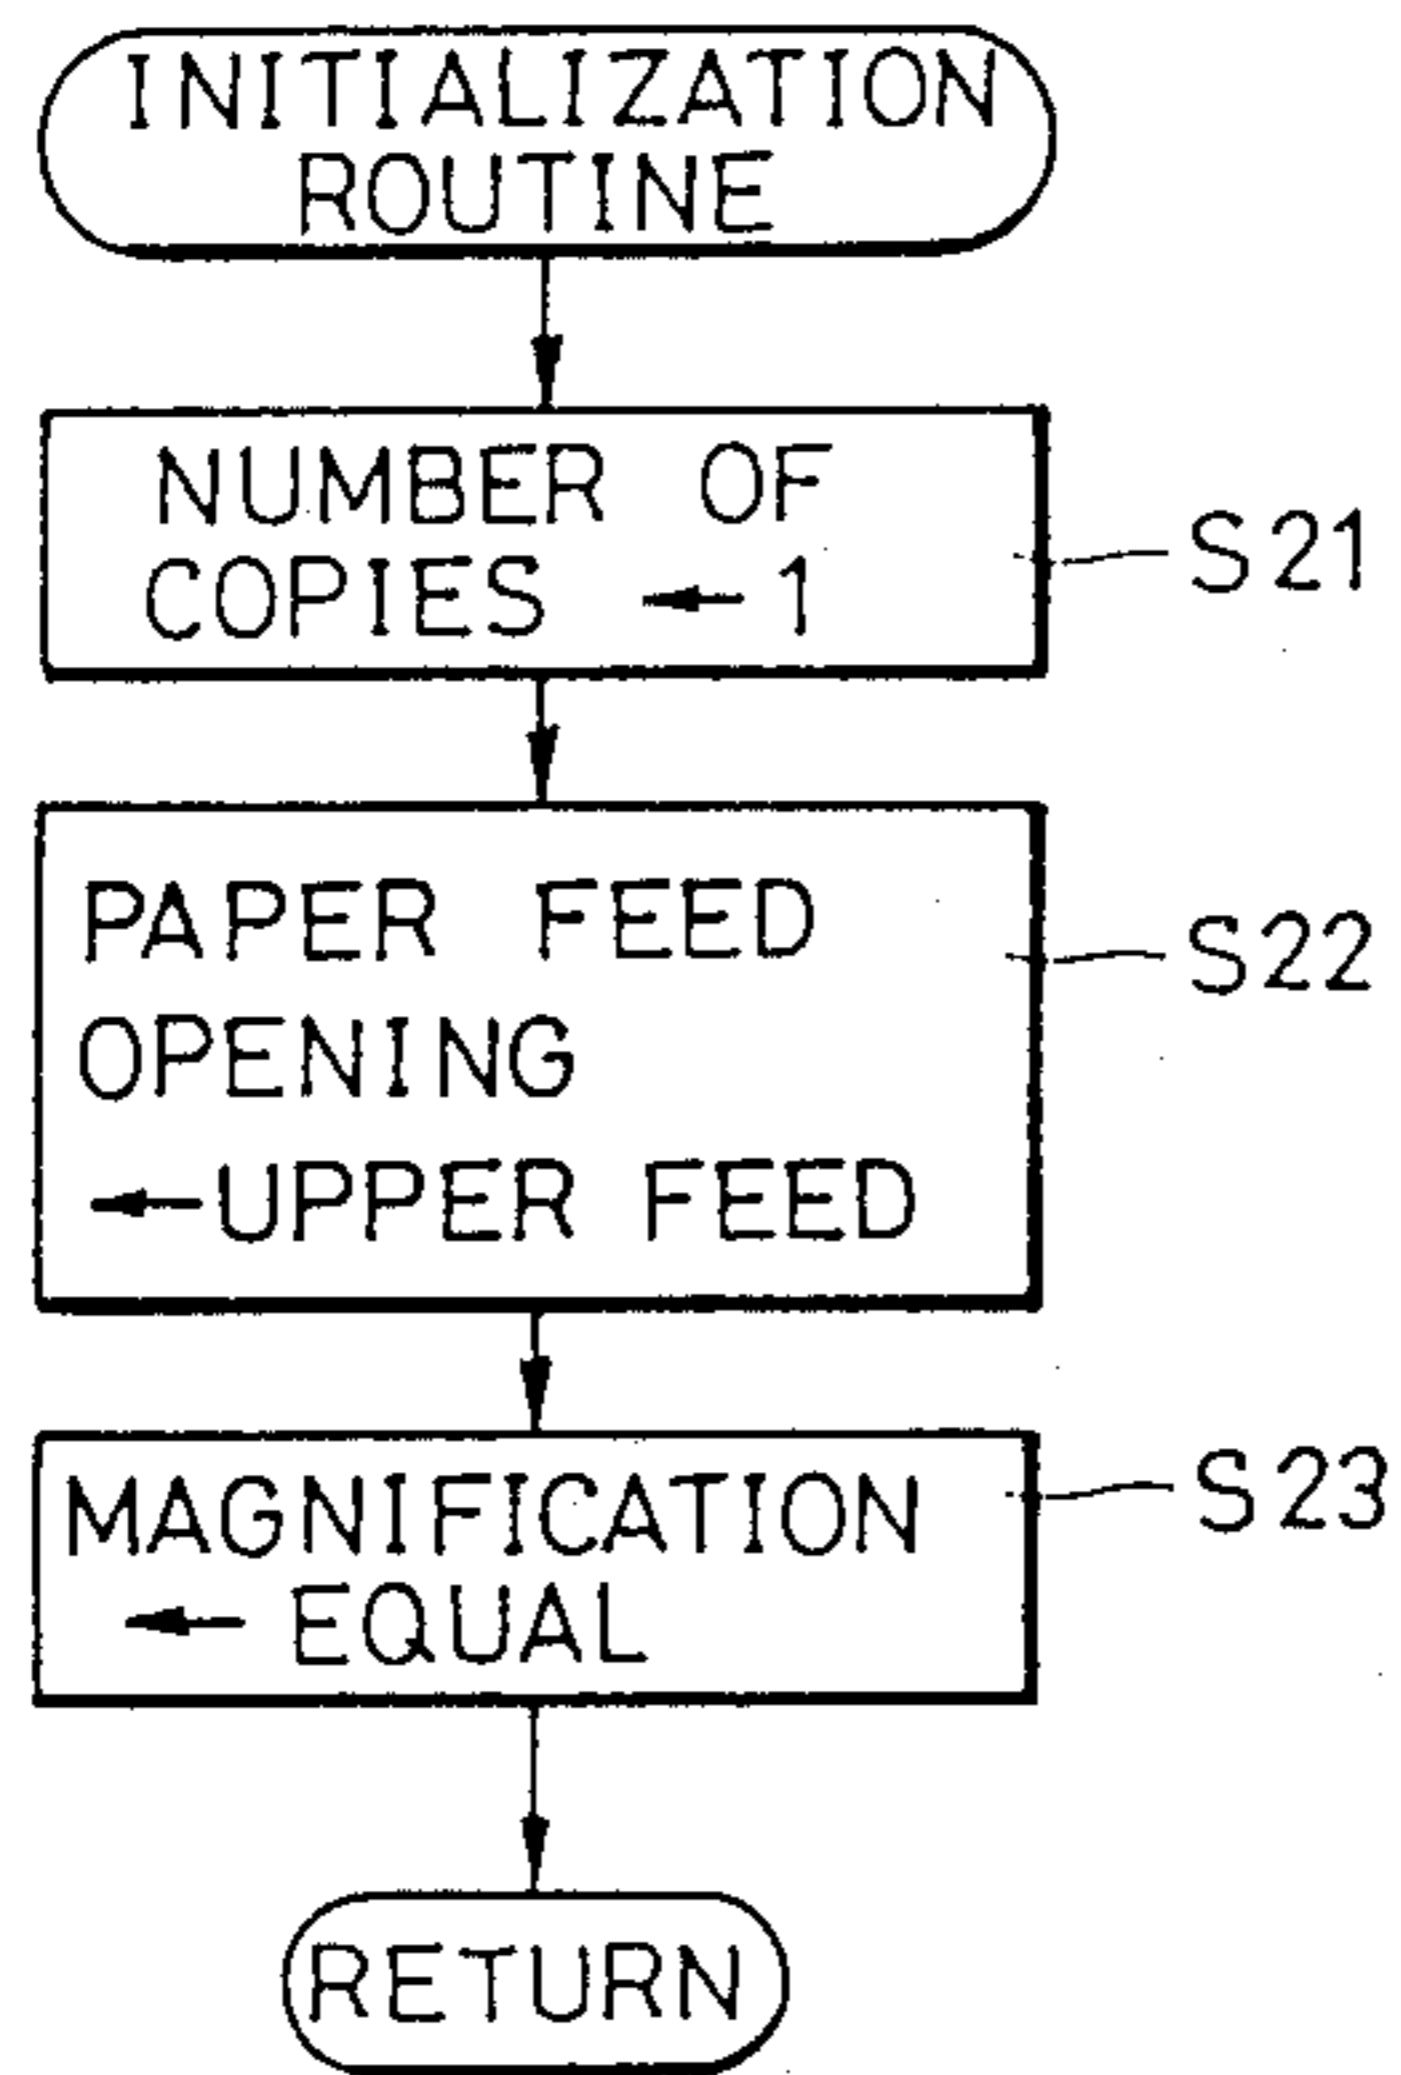 INITIALIZATION
ROUTINE
NUMBER OF
COPIES ← 1
S21
PAPER FEED
OPENING
← UPPER FEED
S22
MAGNIFICATION
← EQUAL
S23
RETURN